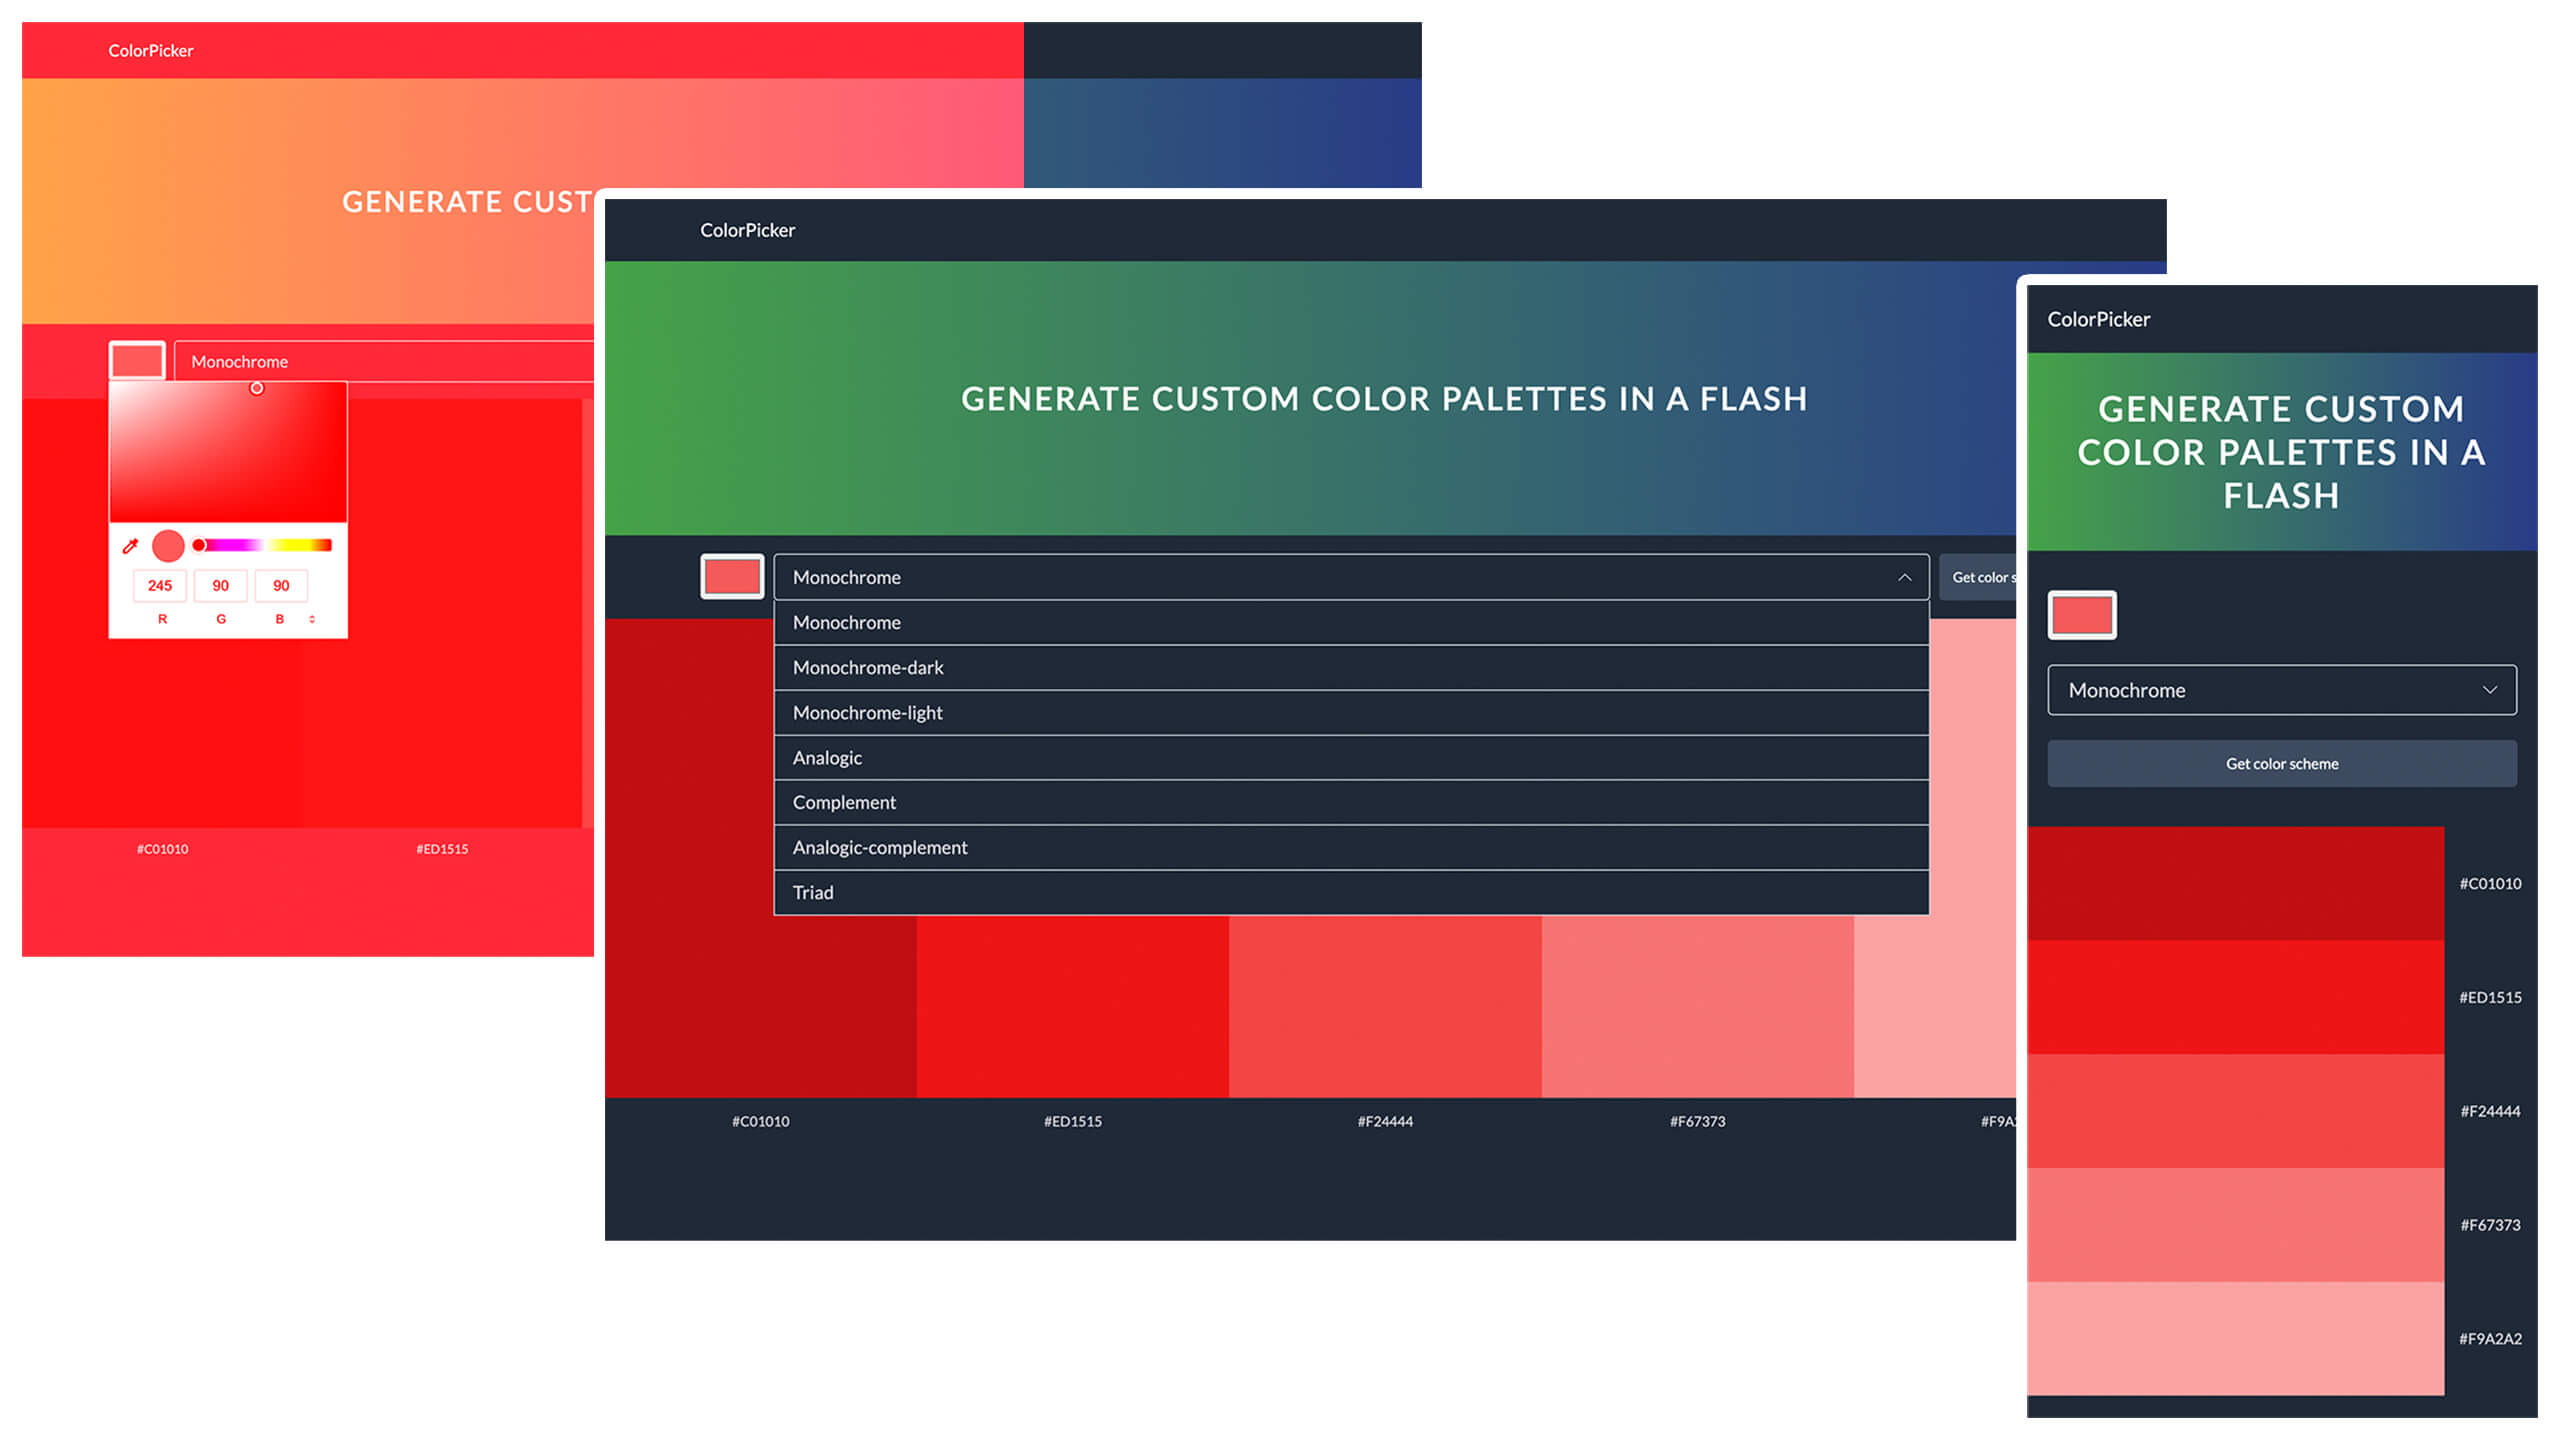 ColorPicker
GENERATE CUST
Monochrome
245 90 90
R G B
#C01010 #ED1515
ColorPicker
GENERATE CUSTOM COLOR PALETTES IN A FLASH
Monochrome
Get color s
Monochrome
Monochrome-dark
Monochrome-light
Analogic
Complement
Analogic-complement
Triad
#C01010 #ED1515 #F24444 #F67373 #F9A
ColorPicker
GENERATE CUSTOM
COLOR PALETTES IN A
FLASH
Monochrome
Get color scheme
#C01010
#ED1515
#F24444
#F67373
#F9A2A2